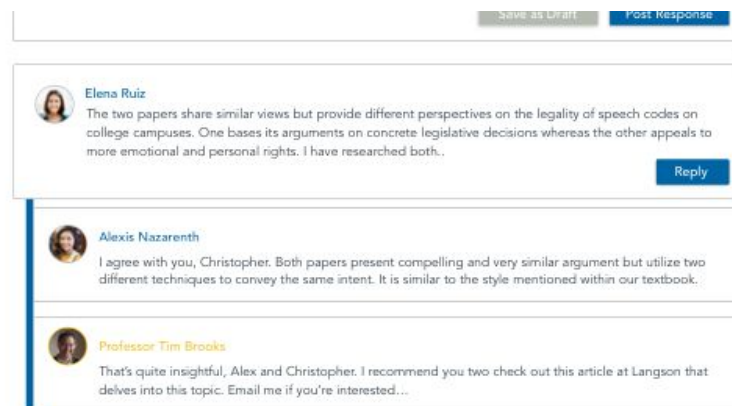 Save as Draft
Post Response
Elena Ruiz
The two papers share similar views but provide different perspectives on the legality of speech codes on
college campuses. One bases its arguments on concrete legislative decisions whereas the other appeals to
more emotional and personal rights. I have researched both..
Reply
Alexis Nazarenth
I agree with you, Christopher. Both papers present compelling and very similar argument but utilize two
different techniques to convey the same intent. It is similar to the style mentioned within our textbook.
Professor Tim Brooks
That's quite insightful, Alex and Christopher. I recommend you two check out this article at Langson that
delves into this topic. Email me if you're interested...